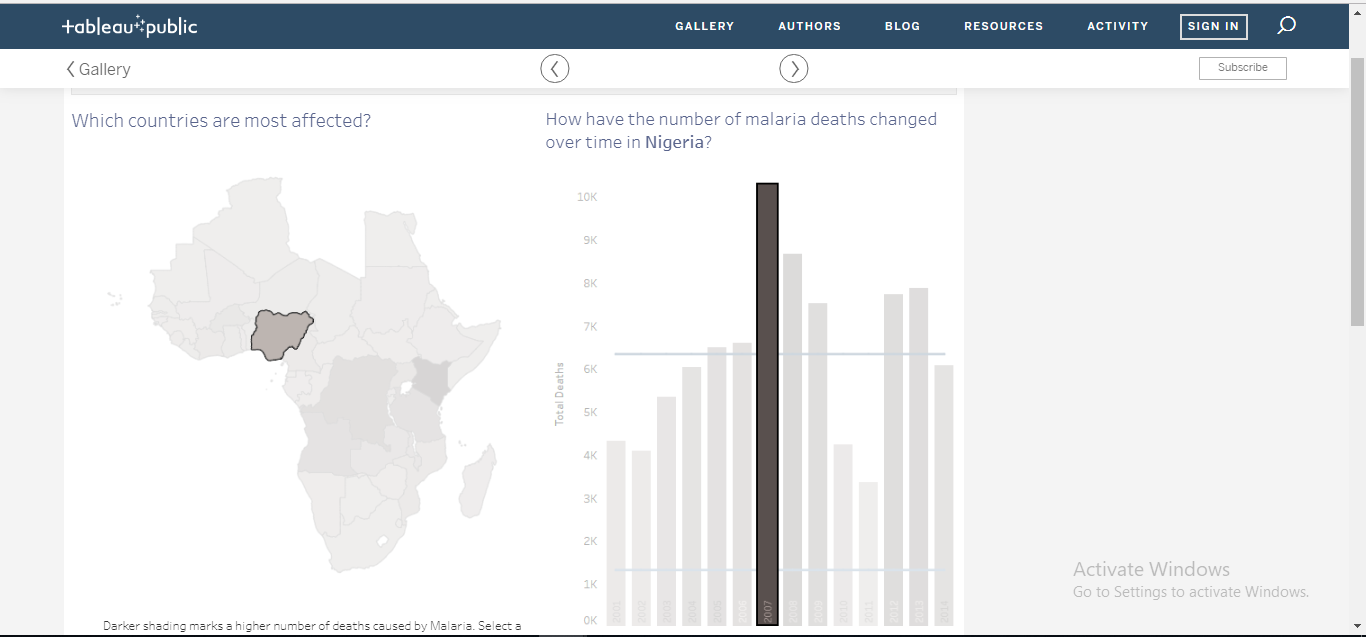 tableau public
GALLERY
AUTHORS
BLOG
RESOURCES
ACTIVITY
SIGN IN
Gallery
Subscribe
Which countries are most affected?
How have the number of malaria deaths changed
over time in Nigeria?
10K
9K
8K
7K
6K
5K
4K
3K
2K
1K
0K
Total Deaths
2001
2002
2003
2004
2005
2006
2007
2008
2009
2010
2011
2012
2013
2014
Darker shading marks a higher number of deaths caused by Malaria. Select a
Activate Windows
Go to Settings to activate Windows.